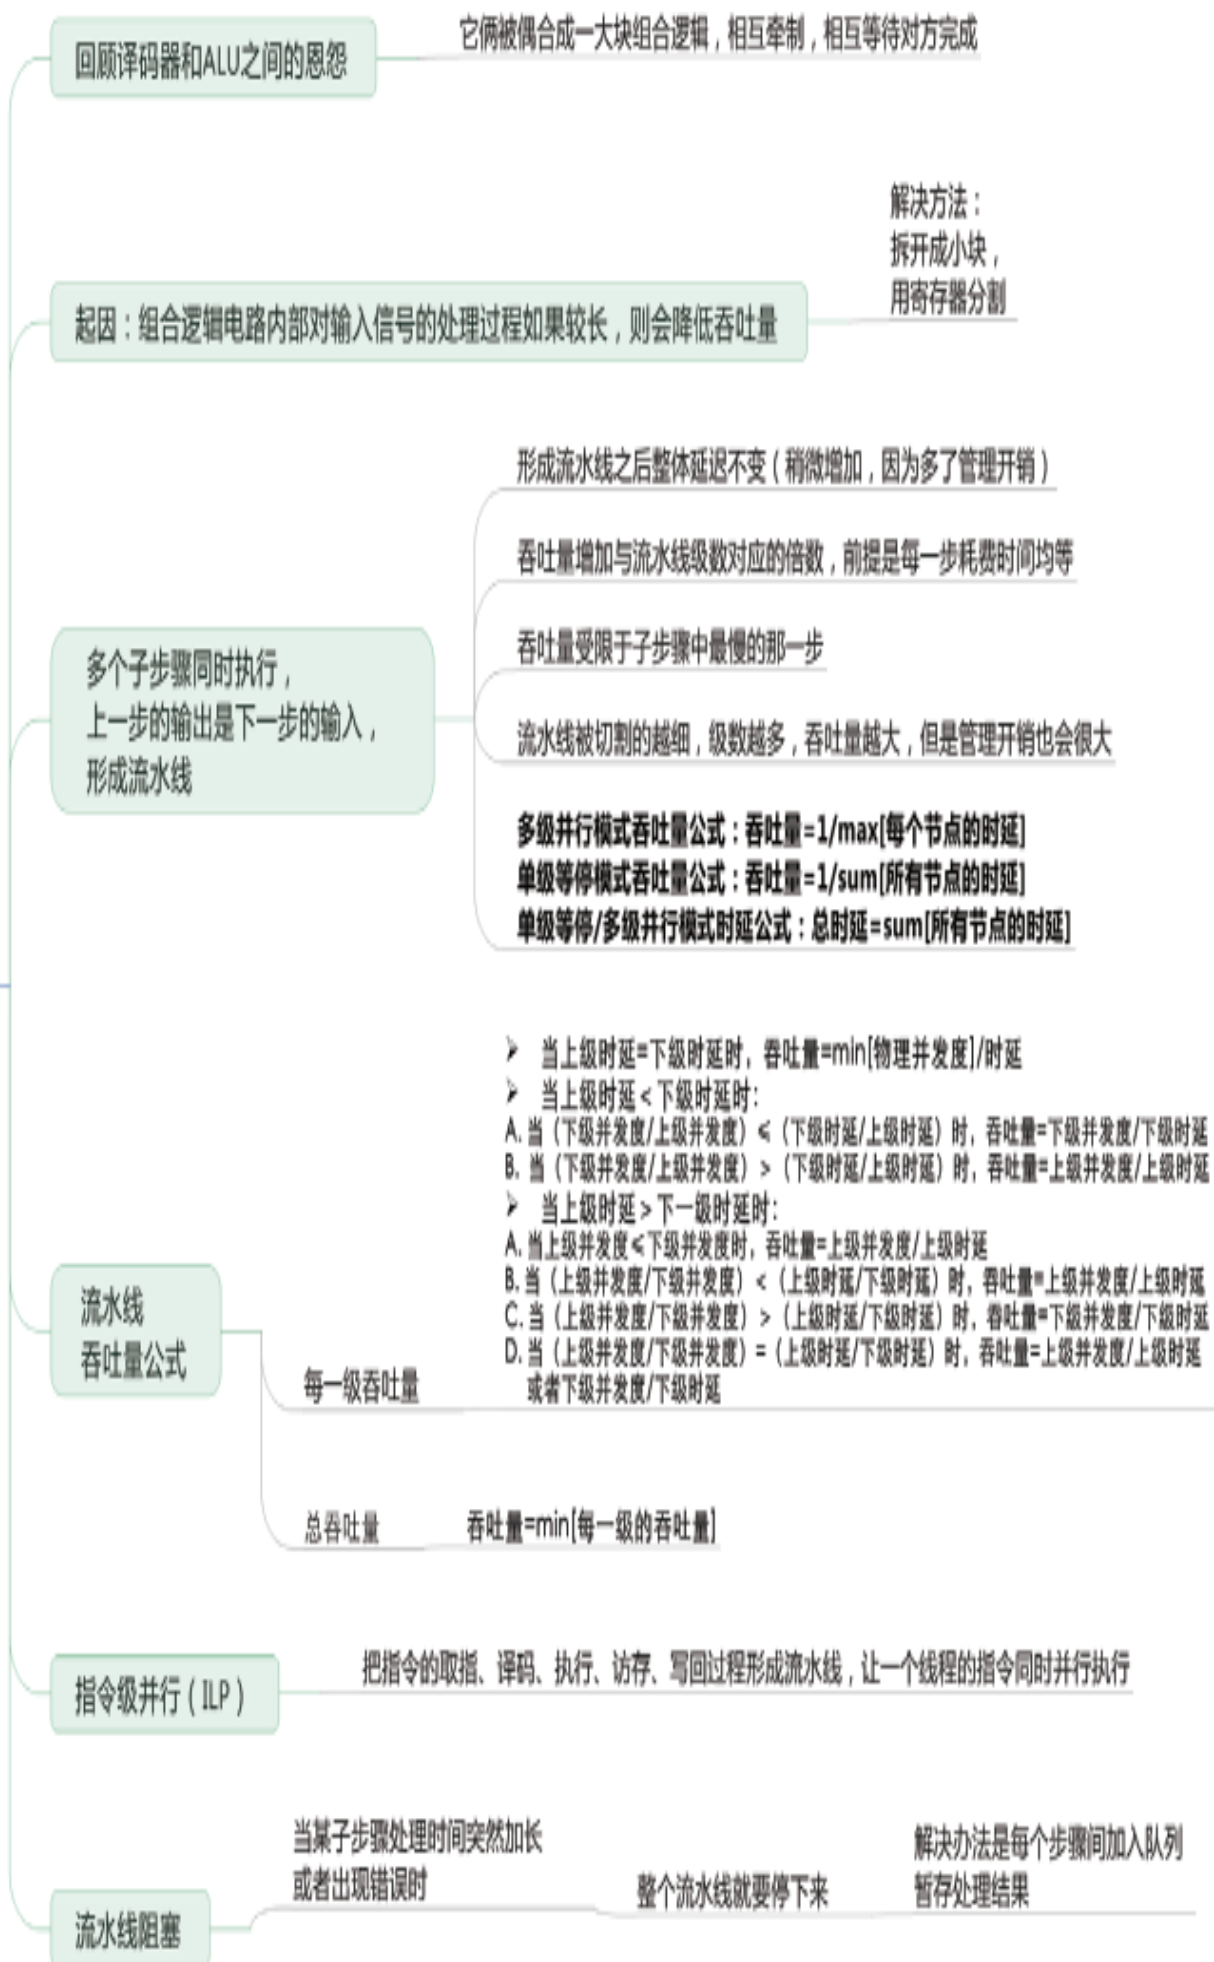 回顾译码器和ALU之间的恩怨
它俩被偶合成一大块组合逻辑，相互牵制，相互等待对方完成
起因：组合逻辑电路内部对输入信号的处理过程如果较长，则会降低吞吐量
解决方法：
拆开成小块，
用寄存器分割
多个子步骤同时执行，
上一步的输出是下一步的输入，
形成流水线
形成流水线之后整体延迟不变（稍微增加，因为多了管理开销）
吞吐量增加与流水线级数对应的倍数，前提是每一步耗费时间均等
吞吐量受限于子步骤中最慢的那一步
流水线被切割的越细，级数越多，吞吐量越大，但是管理开销也会很大
多级并行模式吞吐量公式：吞吐量=1/max[每个节点的时延]
单级等停模式吞吐量公式：吞吐量=1/sum[所有节点的时延]
单级等停/多级并行模式时延公式：总时延=sum[所有节点的时延]
流水线
吞吐量公式
每一级吞吐量
➢ 当上级时延=下级时延时，吞吐量=min[物理并发度]/时延
➢ 当上级时延<下级时延时：
A. 当（下级并发度/上级并发度）≤（下级时延/上级时延）时，吞吐量=下级并发度/下级时延
B. 当（下级并发度/上级并发度）>（下级时延/上级时延）时，吞吐量=上级并发度/上级时延
➢ 当上级时延>下一级时延时：
A. 当上级并发度≤下级并发度时，吞吐量=上级并发度/上级时延
B. 当（上级并发度/下级并发度）<（上级时延/下级时延）时，吞吐量=上级并发度/上级时延
C. 当（上级并发度/下级并发度）>（上级时延/下级时延）时，吞吐量=下级并发度/下级时延
D. 当（上级并发度/下级并发度）=（上级时延/下级时延）时，吞吐量=上级并发度/上级时延
或者下级并发度/下级时延
总吞吐量
吞吐量=min[每一级的吞吐量]
指令级并行（ILP）
把指令的取指、译码、执行、访存、写回过程形成流水线，让一个线程的指令同时并行执行
流水线阻塞
当某子步骤处理时间突然加长
或者出现错误时
整个流水线就要停下来
解决办法是每个步骤间加入队列
暂存处理结果